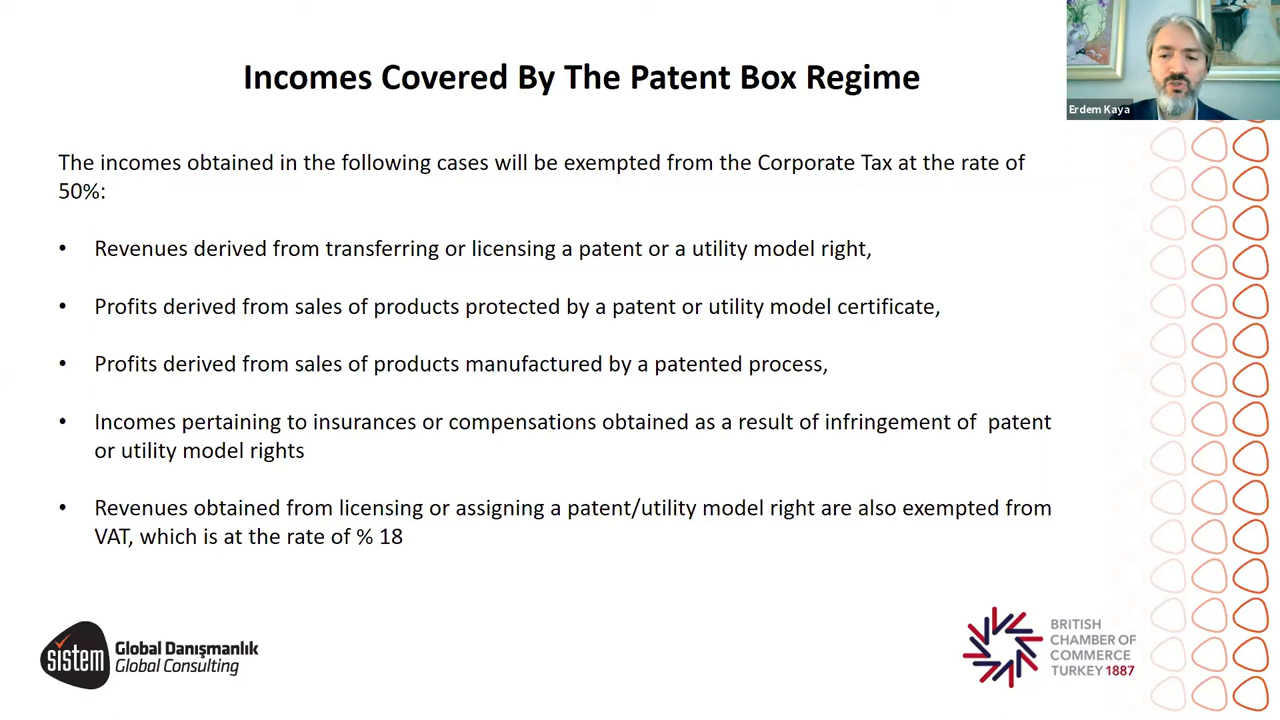 Incomes Covered By The Patent Box Regime
Erdem Kaya
The incomes obtained in the following cases will be exempted from the Corporate Tax at the rate of
50%:
• Revenues derived from transferring or licensing a patent or a utility model right,
• Profits derived from sales of products protected by a patent or utility model certificate,
• Profits derived from sales of products manufactured by a patented process,
• Incomes pertaining to insurances or compensations obtained as a result of infringement of patent
or utility model rights
• Revenues obtained from licensing or assigning a patent/utility model right are also exempted from
VAT, which is at the rate of % 18
sistem
Global Danışmanlık
Global Consulting
BRITISH
CHAMBER OF
COMMERCE
TURKEY 1887